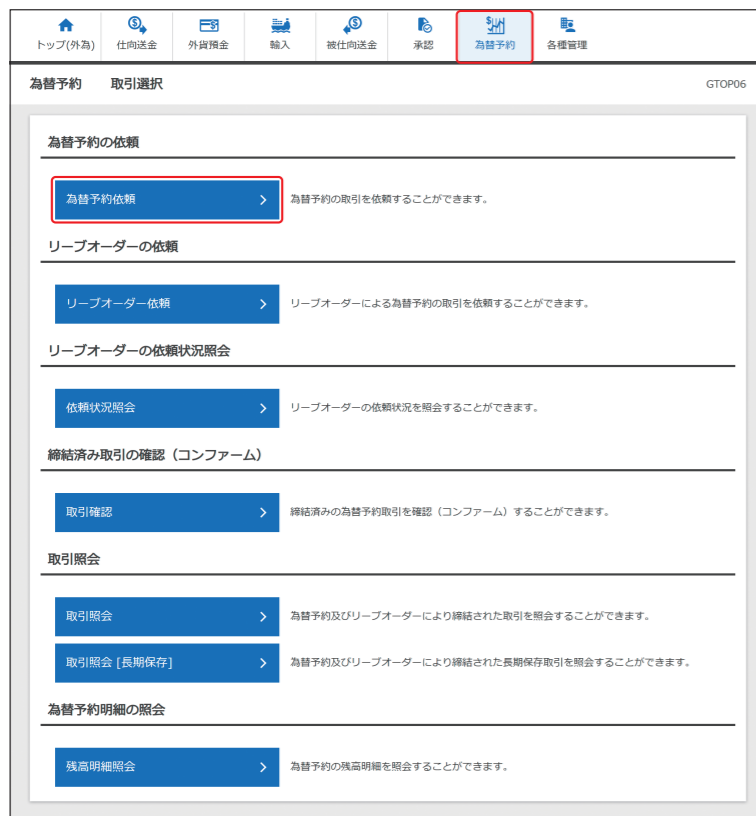 トップ(外為) 仕向送金 外貨預金 輸入 被仕向送金 承認 為替予約 各種管理
為替予約 取引選択 GTOP06
為替予約の依頼
為替予約依頼 為替予約の取引を依頼することができます。
リーブオーダーの依頼
リーブオーダー依頼 リーブオーダーによる為替予約の取引を依頼することができます。
リーブオーダーの依頼状況照会
依頼状況照会 リーブオーダーの依頼状況を照会することができます。
締結済み取引の確認（コンファーム）
取引確認 締結済みの為替予約取引を確認（コンファーム）することができます。
取引照会
取引照会 為替予約及びリーブオーダーにより締結された取引を照会することができます。
取引照会 [長期保存] 為替予約及びリーブオーダーにより締結された長期保存取引を照会することができます。
為替予約明細の照会
残高明細照会 為替予約の残高明細を照会することができます。